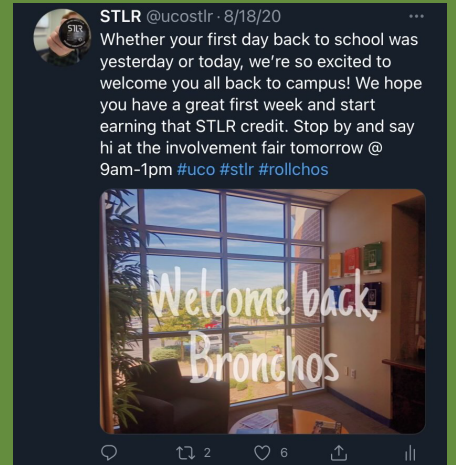 STLR @ucostlr · 8/18/20 ...
Whether your first day back to school was
yesterday or today, we're so excited to
welcome you all back to campus! We hope
you have a great first week and start
earning that STLR credit. Stop by and say
hi at the involvement fair tomorrow @
9am-1pm #uco #stlr #rollchos
Welcome back,
Bronchos
2 6